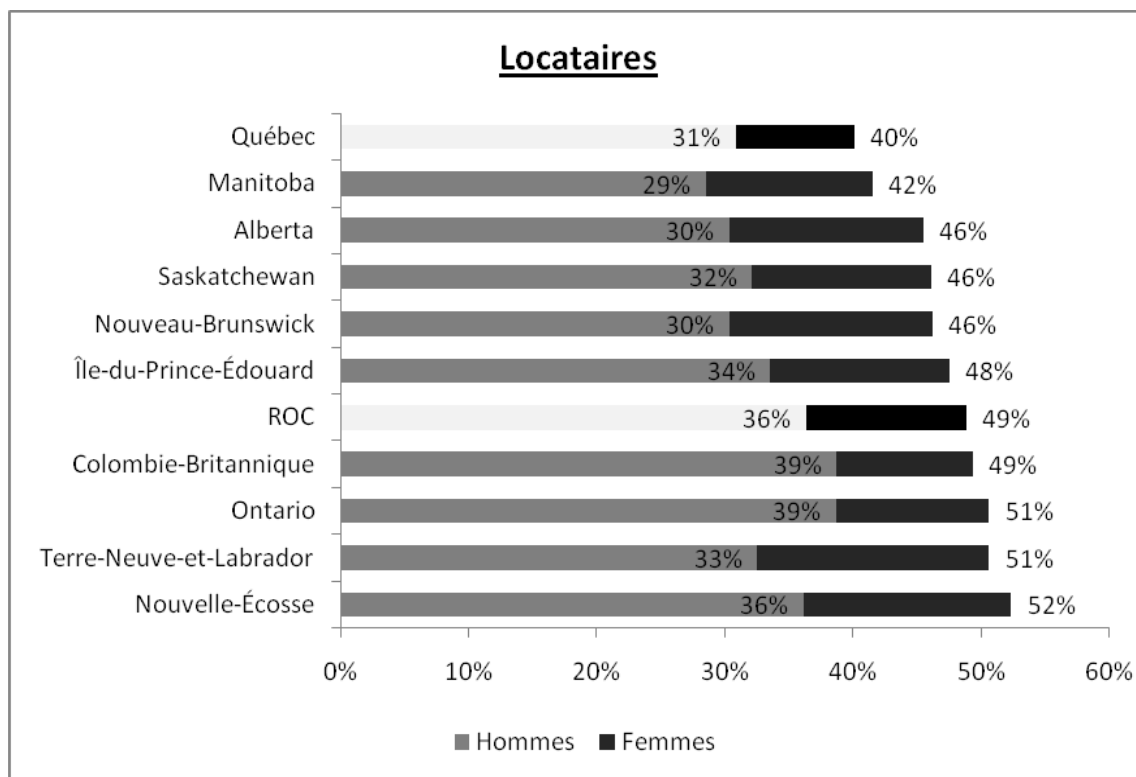 Locataires
Québec 31% 40%
Manitoba 29% 42%
Alberta 30% 46%
Saskatchewan 32% 46%
Nouveau-Brunswick 30% 46%
Île-du-Prince-Édouard 34% 48%
ROC 36% 49%
Colombie-Britannique 39% 49%
Ontario 39% 51%
Terre-Neuve-et-Labrador 33% 51%
Nouvelle-Écosse 36% 52%
0% 10% 20% 30% 40% 50% 60%
Hommes Femmes